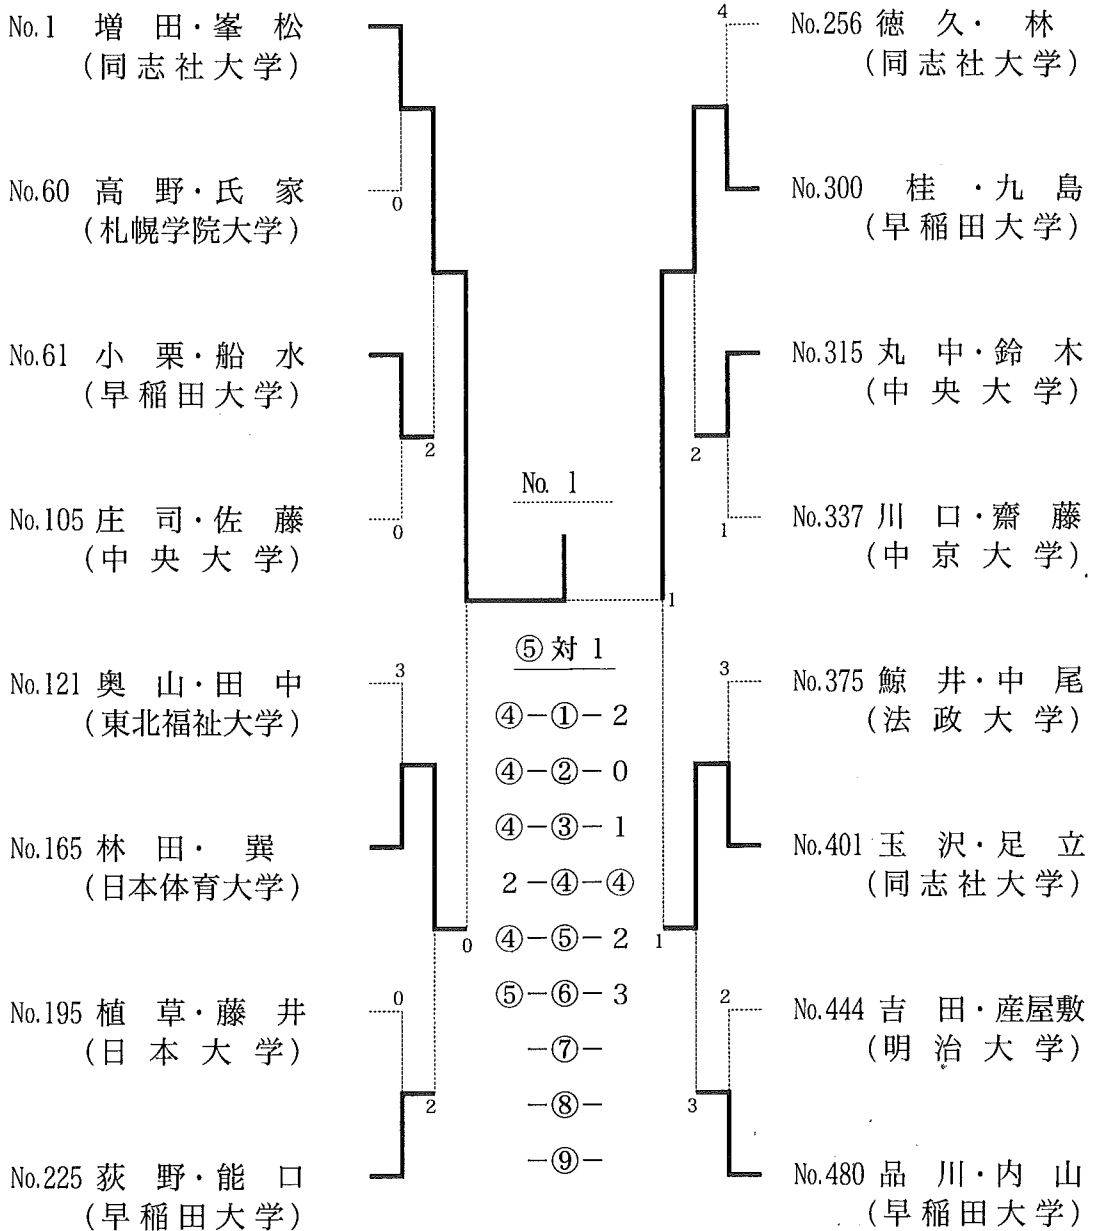 No.1 増田・峯松
(同志社大学)
0
No.60 高野・氏家
(札幌学院大学)
No.61 小栗・船水
(早稲田大学)
2
0
No.105 庄司・佐藤
(中央大学)
3
No.121 奥山・田中
(東北福祉大学)
No.165 林田・巽
(日本体育大学)
0
0
No.195 植草・藤井
(日本大学)
2
No.225 荻野・能口
(早稲田大学)
No. 1
1
⑤対1
④-①-2
④-②-0
④-③-1
2-④-④
④-⑤-2
⑤-⑥-3
-⑦-
-⑧-
-⑨-
4
No.256 徳久・林
(同志社大学)
No.300 桂・九島
(早稲田大学)
No.315 丸中・鈴木
(中央大学)
2
1
No.337 川口・齋藤
(中京大学)
3
No.375 鯨井・中尾
(法政大学)
No.401 玉沢・足立
(同志社大学)
1
2
No.444 吉田・産屋敷
(明治大学)
3
No.480 品川・内山
(早稲田大学)